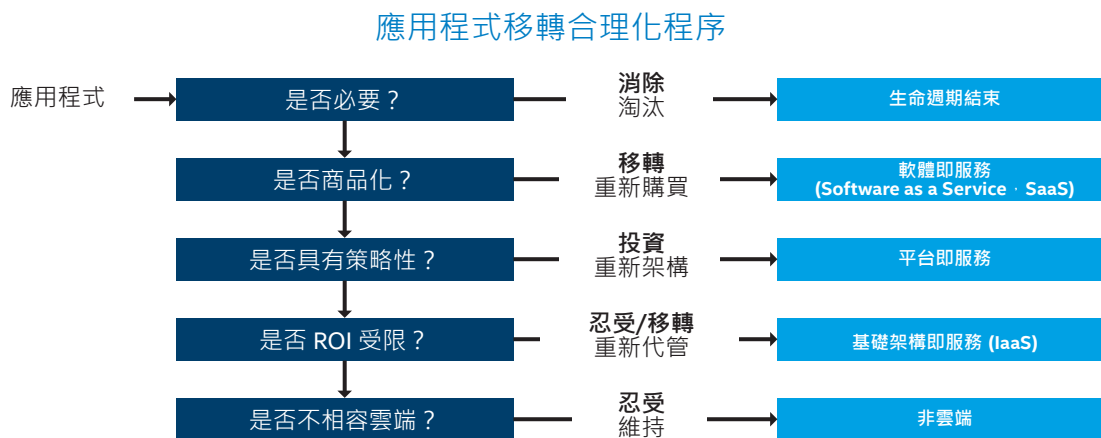 應用程式移轉合理化程序
應用程式
是否必要？
消除
淘汰
生命週期結束
是否商品化？
移轉
重新購買
軟體即服務
(Software as a Service，SaaS)
是否具有策略性？
投資
重新架構
平台即服務
是否 ROI 受限？
忍受/移轉
重新代管
基礎架構即服務 (IaaS)
是否不相容雲端？
忍受
維持
非雲端